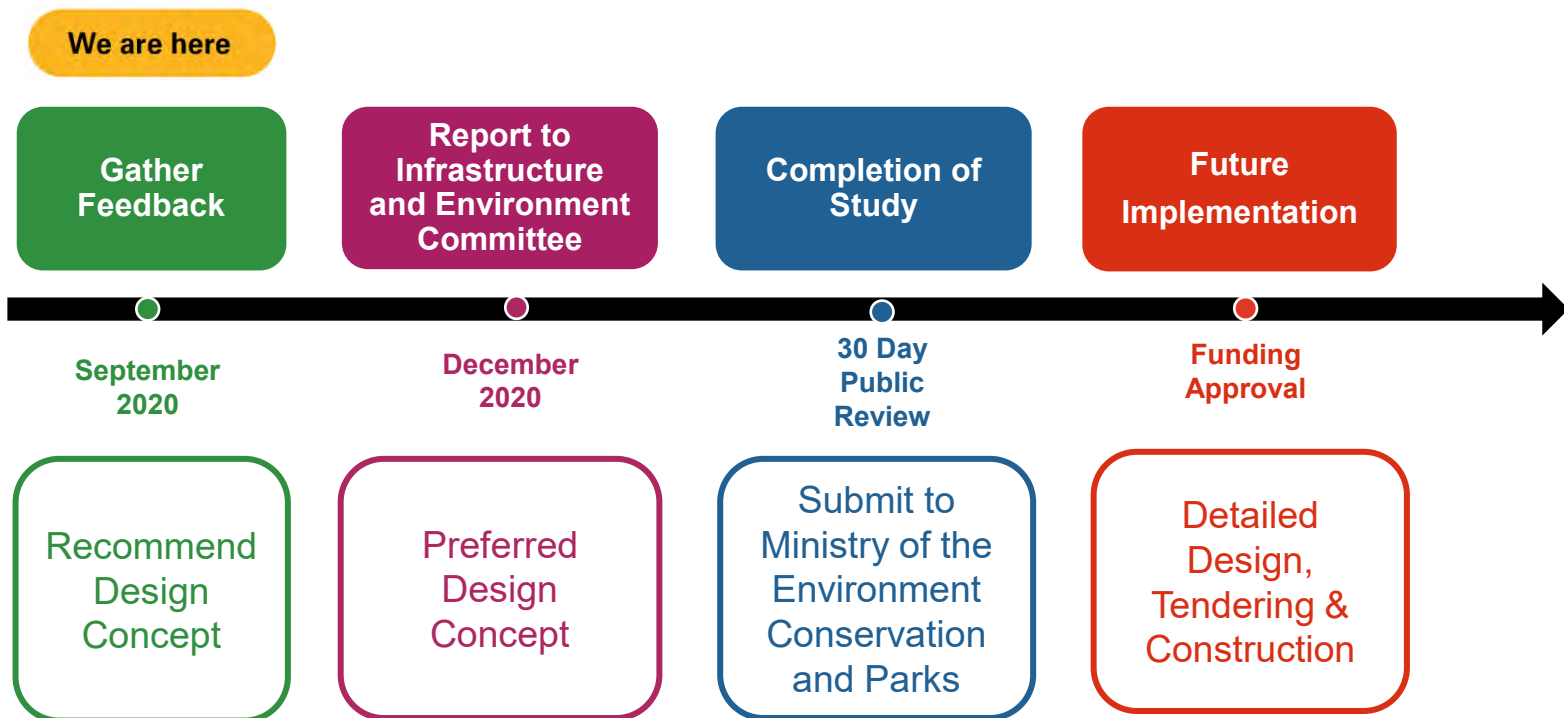 We are here
Gather
Feedback
Report to
Infrastructure
and Environment
Committee
Completion of
Study
Future
Implementation
September
2020
December
2020
30 Day
Public
Review
Funding
Approval
Recommend
Design
Concept
Preferred
Design
Concept
Submit to
Ministry of the
Environment
Conservation
and Parks
Detailed
Design,
Tendering &
Construction